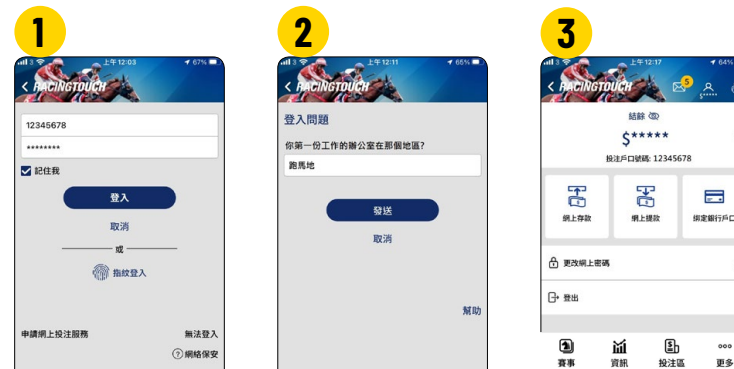 1
上午12:03
67%
RACINGTOUCH
12345678
********
記住我
登入
取消
或
指紋登入
申請網上投注服務
無法登入
? 網絡保安
2
上午12:11
65%
RACINGTOUCH
登入問題
你第一份工作的辦公室在那個地區?
跑馬地
發送
取消
幫助
3
上午12:17
64%
RACINGTOUCH
5
結餘
$*****
投注戶口號碼: 12345678
網上存款
網上提款
綁定銀行戶口
更改網上密碼
登出
賽事
資訊
投注區
更多